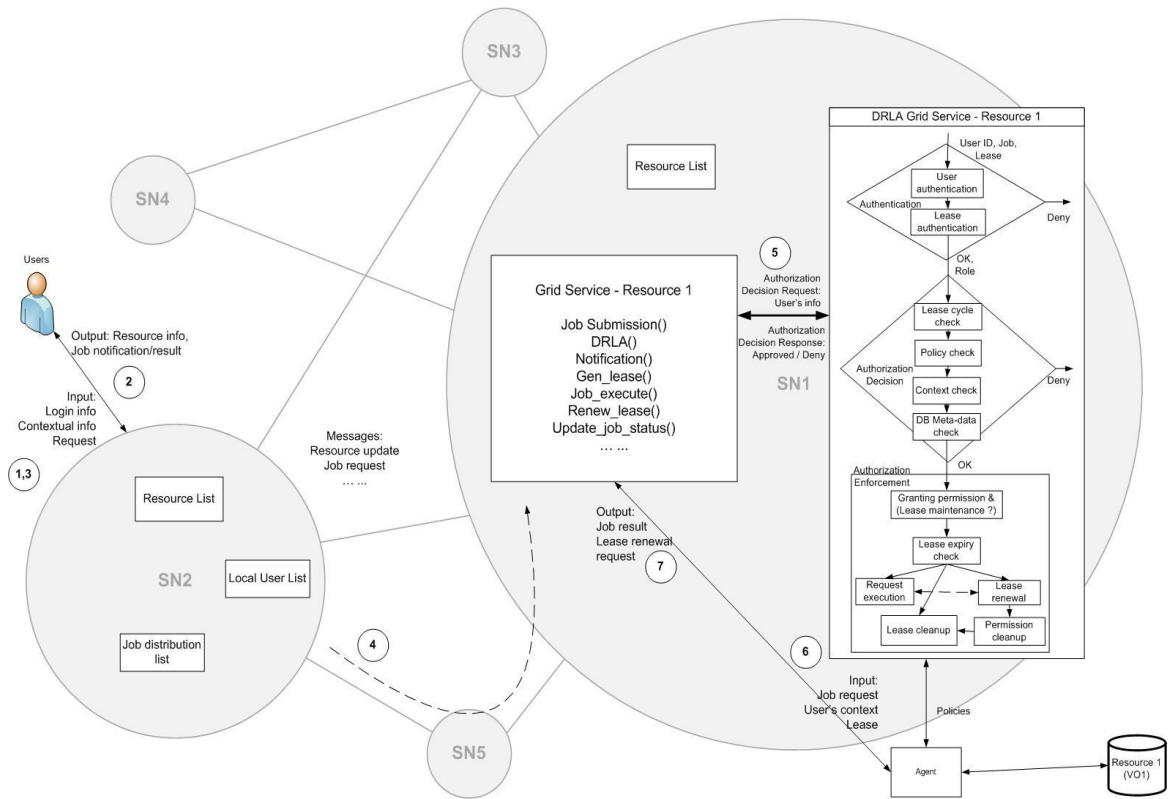 SN3
SN4
Users
Output: Resource info,
Job notification/result
2
Input:
Login info
Contextual info
Request
1,3
Resource List
SN2
Local User List
Job distribution
list
Messages:
Resource update
Job request
... ...
4
SN5
Resource List
Grid Service - Resource 1
Job Submission()
DRLA()
Notification()
Gen_lease()
Job_execute()
Renew_lease()
Update_job_status()
... ...
5
Authorization
Decision Request:
User's info
Authorization
Decision Response:
Approved / Deny
SN1
Output:
Job result
Lease renewal
request
7
6
Input:
Job request
User's context
Lease
DRLA Grid Service - Resource 1
User ID, Job,
Lease
User
authentication
Authentication
Lease
authentication
Deny
OK,
Role
Lease cycle
check
Policy check
Authorization
Decision
Context check
Deny
DB Meta-data
check
OK
Authorization
Enforcement
Granting permission &
(Lease maintenance ?)
Lease expiry
check
Request
execution
Lease
renewal
Lease cleanup
Permission
cleanup
Policies
Agent
Resource 1
(VO1)